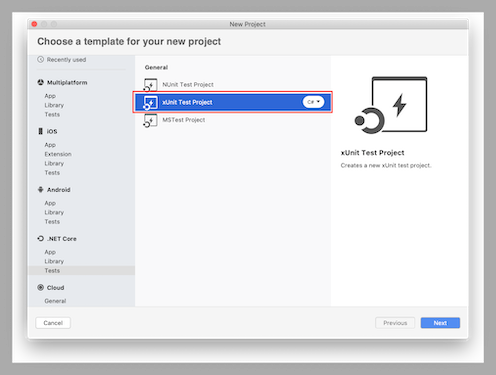 New Project
Choose a template for your new project
Recently used
Multiplatform
App
Library
Tests
iOS
App
Extension
Library
Tests
Android
App
Library
Tests
.NET Core
App
Library
Tests
Cloud
General
General
NUnit Test Project
xUnit Test Project
C#
MSTest Project
xUnit Test Project
Creates a new xUnit test project.
Cancel
Previous
Next